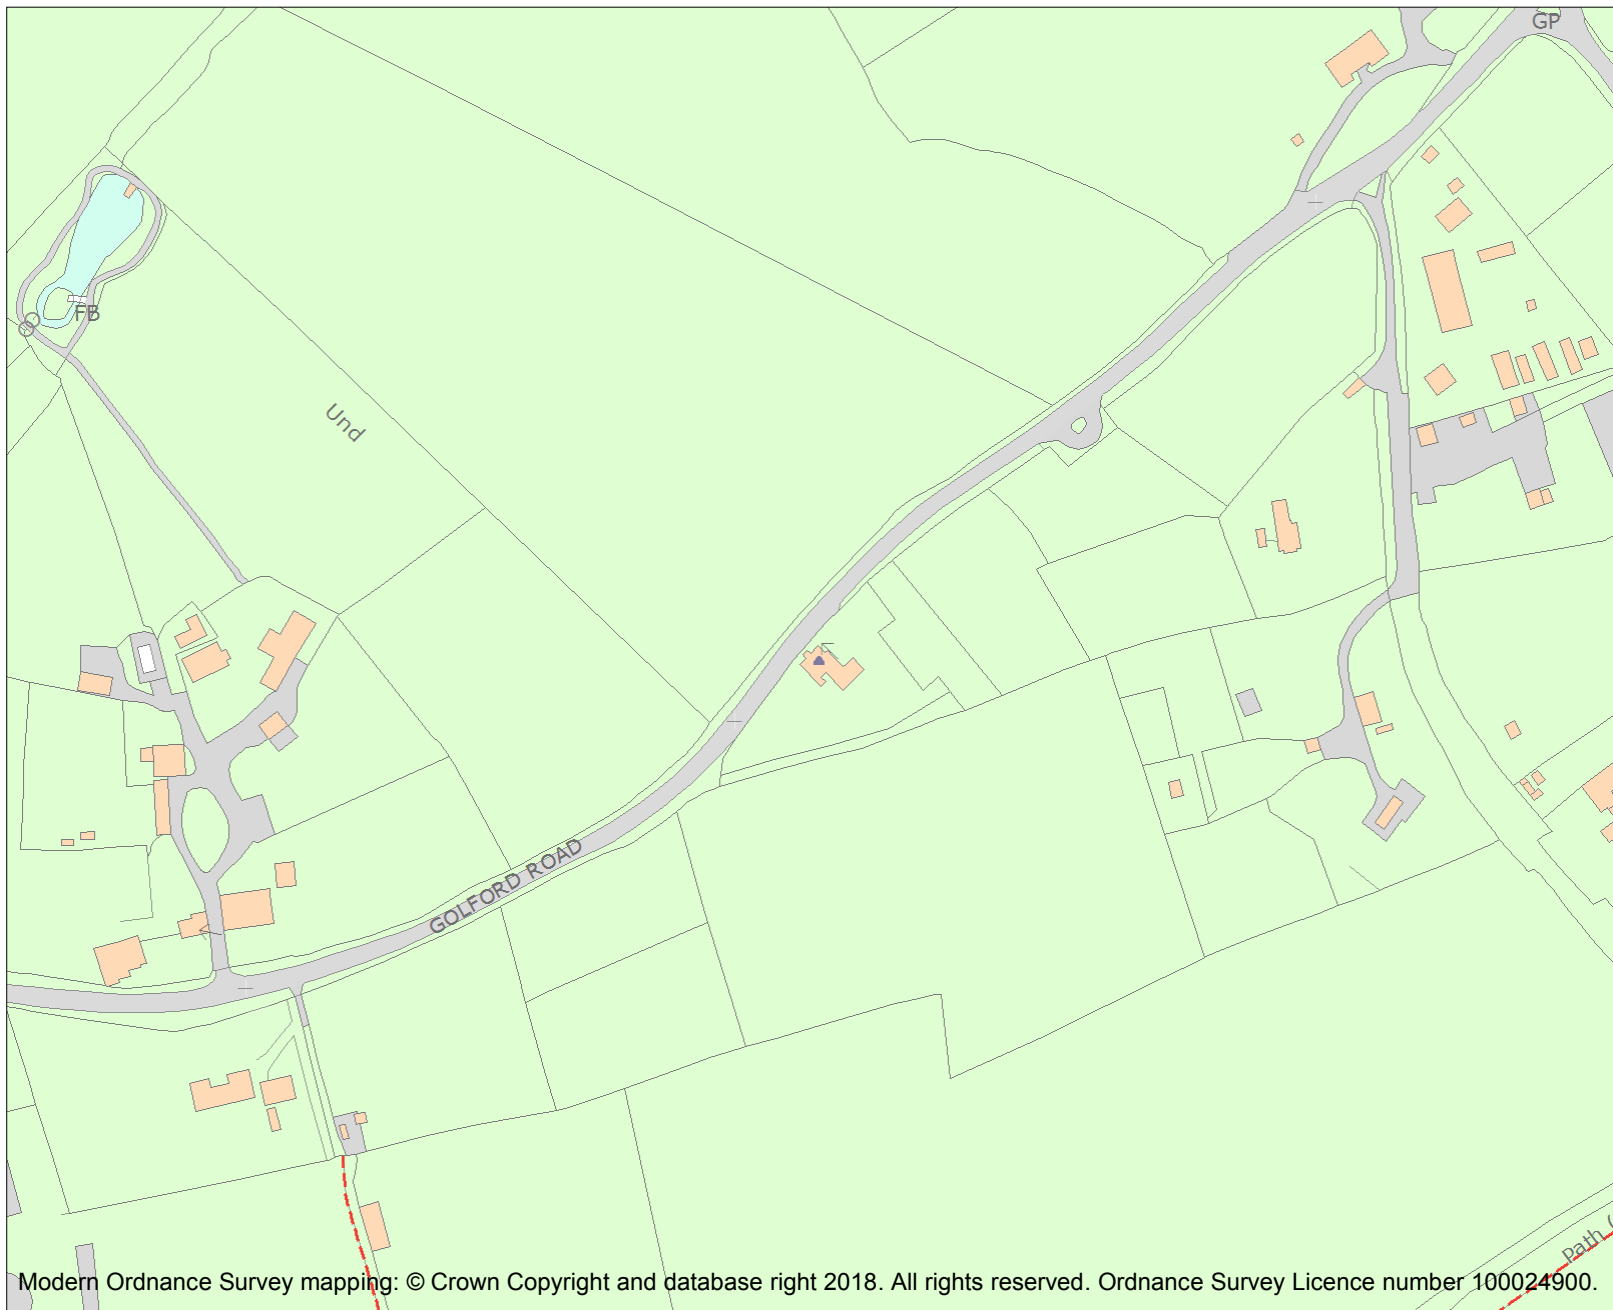 GP
FB
Und
GOLFORD ROAD
Path
Modern Ordnance Survey mapping: © Crown Copyright and database right 2018. All rights reserved. Ordnance Survey Licence number 100024900.